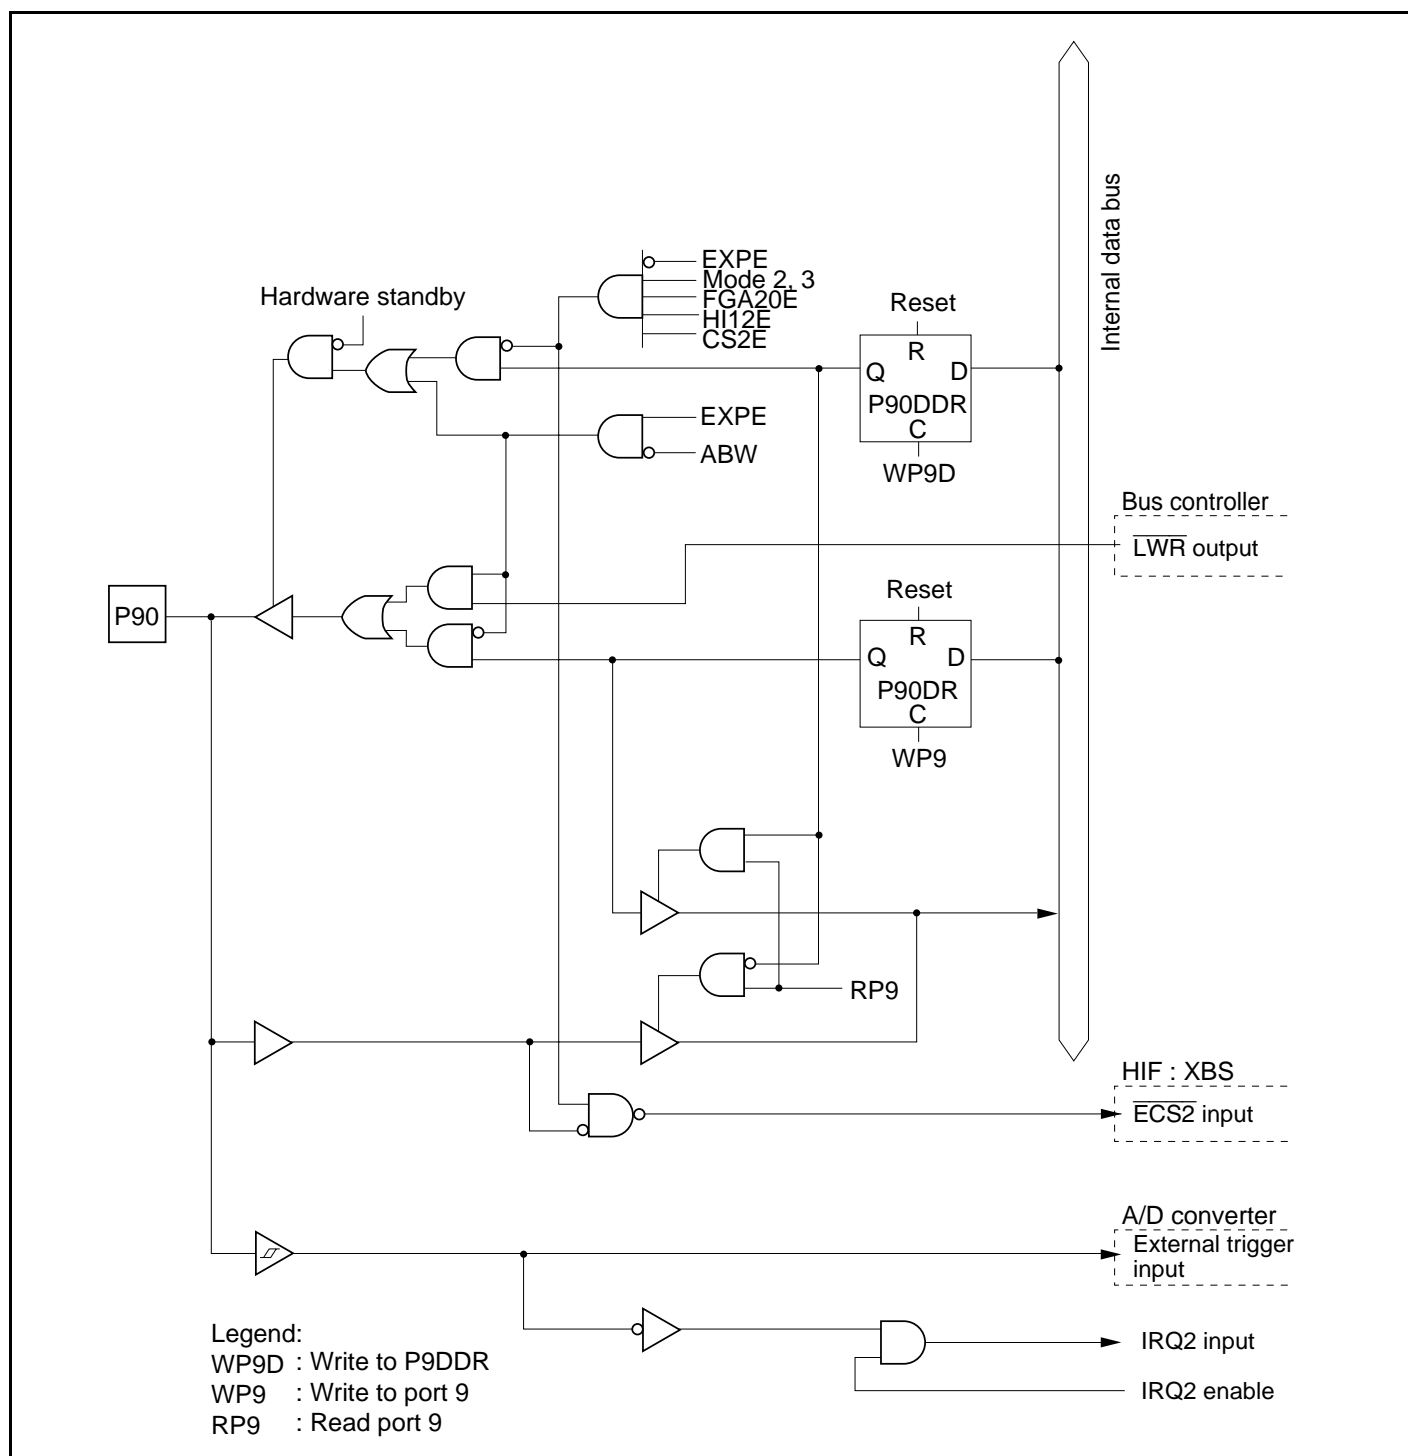 Internal data bus
EXPE
Mode 2, 3
FGA20E
HI12E
CS2E
Hardware standby
Reset
R
Q D
P90DDR
C
WP9D
EXPE
ABW
Bus controller
LWR output
Reset
R
Q D
P90DR
C
WP9
P90
RP9
HIF : XBS
ECS2 input
A/D converter
External trigger
input
IRQ2 input
IRQ2 enable
Legend:
WP9D : Write to P9DDR
WP9 : Write to port 9
RP9 : Read port 9